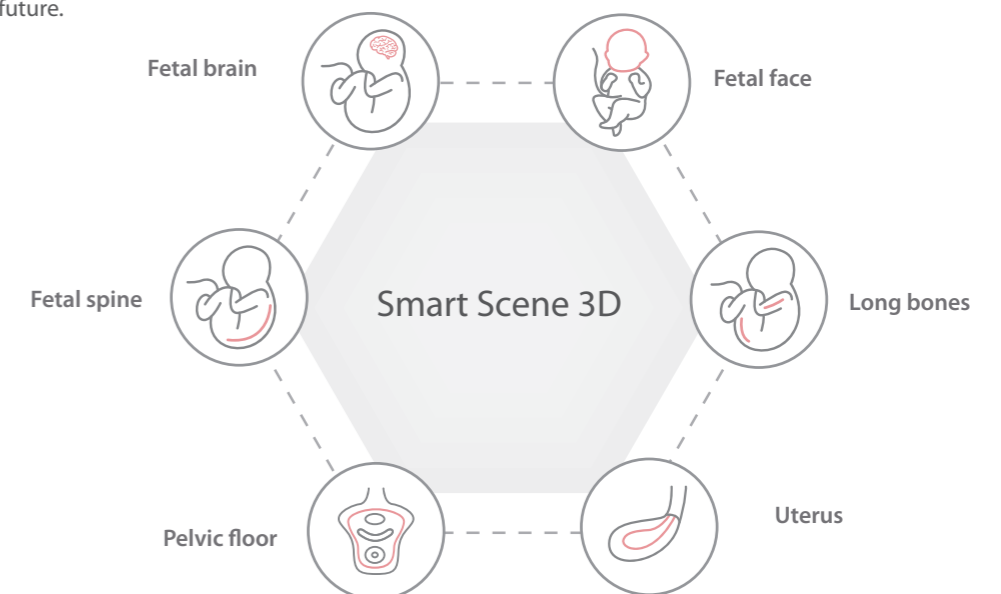 future.
Fetal brain
Fetal face
Fetal spine
Smart Scene 3D
Long bones
Pelvic floor
Uterus